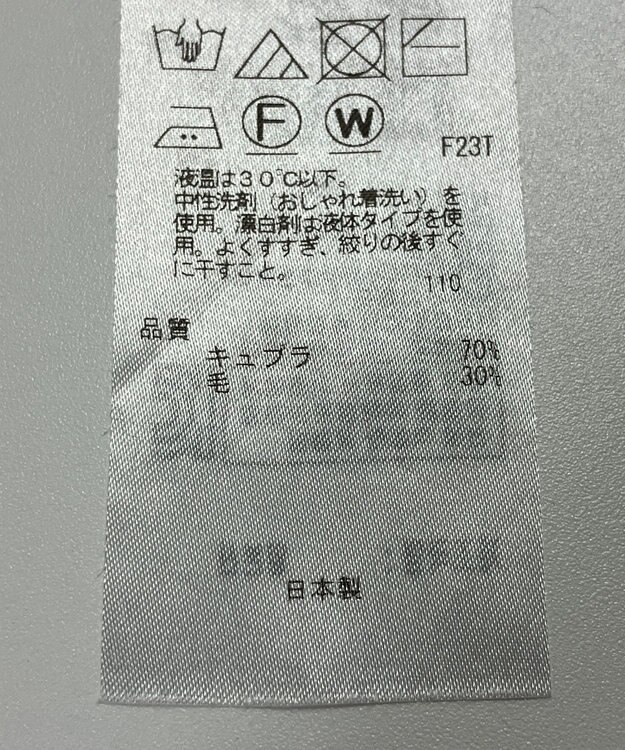 F W
F23T
液温は30℃以下。
中性洗剤（おしゃれ着洗い）を
使用。漂白剤は液体タイプを使
用。よくすすぎ、絞りの後すぐ
に干すこと。
110
品質
キュプラ 70%
毛 30%
日本製